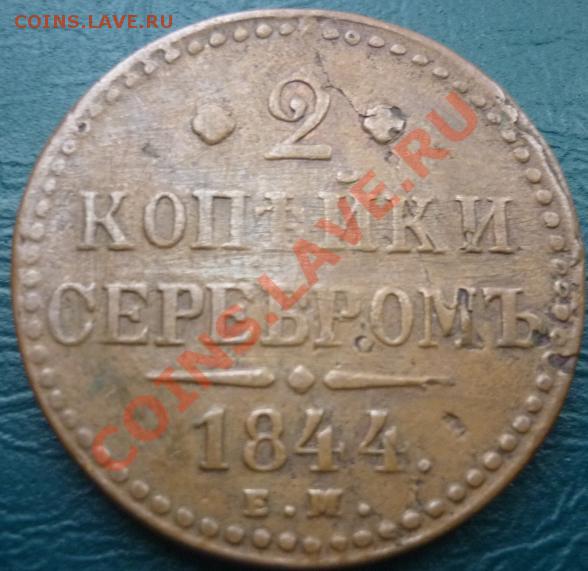 COINS.LAVE.RU
· 2 ·
КОПѢЙКИ
СЕРЕБРОМЪ.
1844.
Е.М.
COINS.LAVE.RU